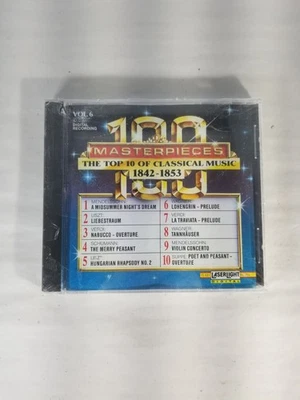 VOL. 6
DIGITAL
RECORDING
100
MASTERPIECES
THE TOP 10 OF CLASSICAL MUSIC
1842-1853
1 MENDELSSOHN:
A MIDSUMMER NIGHT'S DREAM
2 LISZT:
LIEBESTRAUM
3 VERDI:
NABUCCO - OVERTURE
4 SCHUMANN:
THE MERRY PEASANT
5 LISZT:
HUNGARIAN RHAPSODY NO. 2
6
LOHENGRIN - PRELUDE
7 VERDI:
LA TRAVIATA - PRELUDE
8 WAGNER:
TANNHÄUSER
9 MENDELSSOHN:
VIOLIN CONCERTO
10 SUPPÉ: POET AND PEASANT -
OVERTURE
LASERLIGHT
DIGITAL